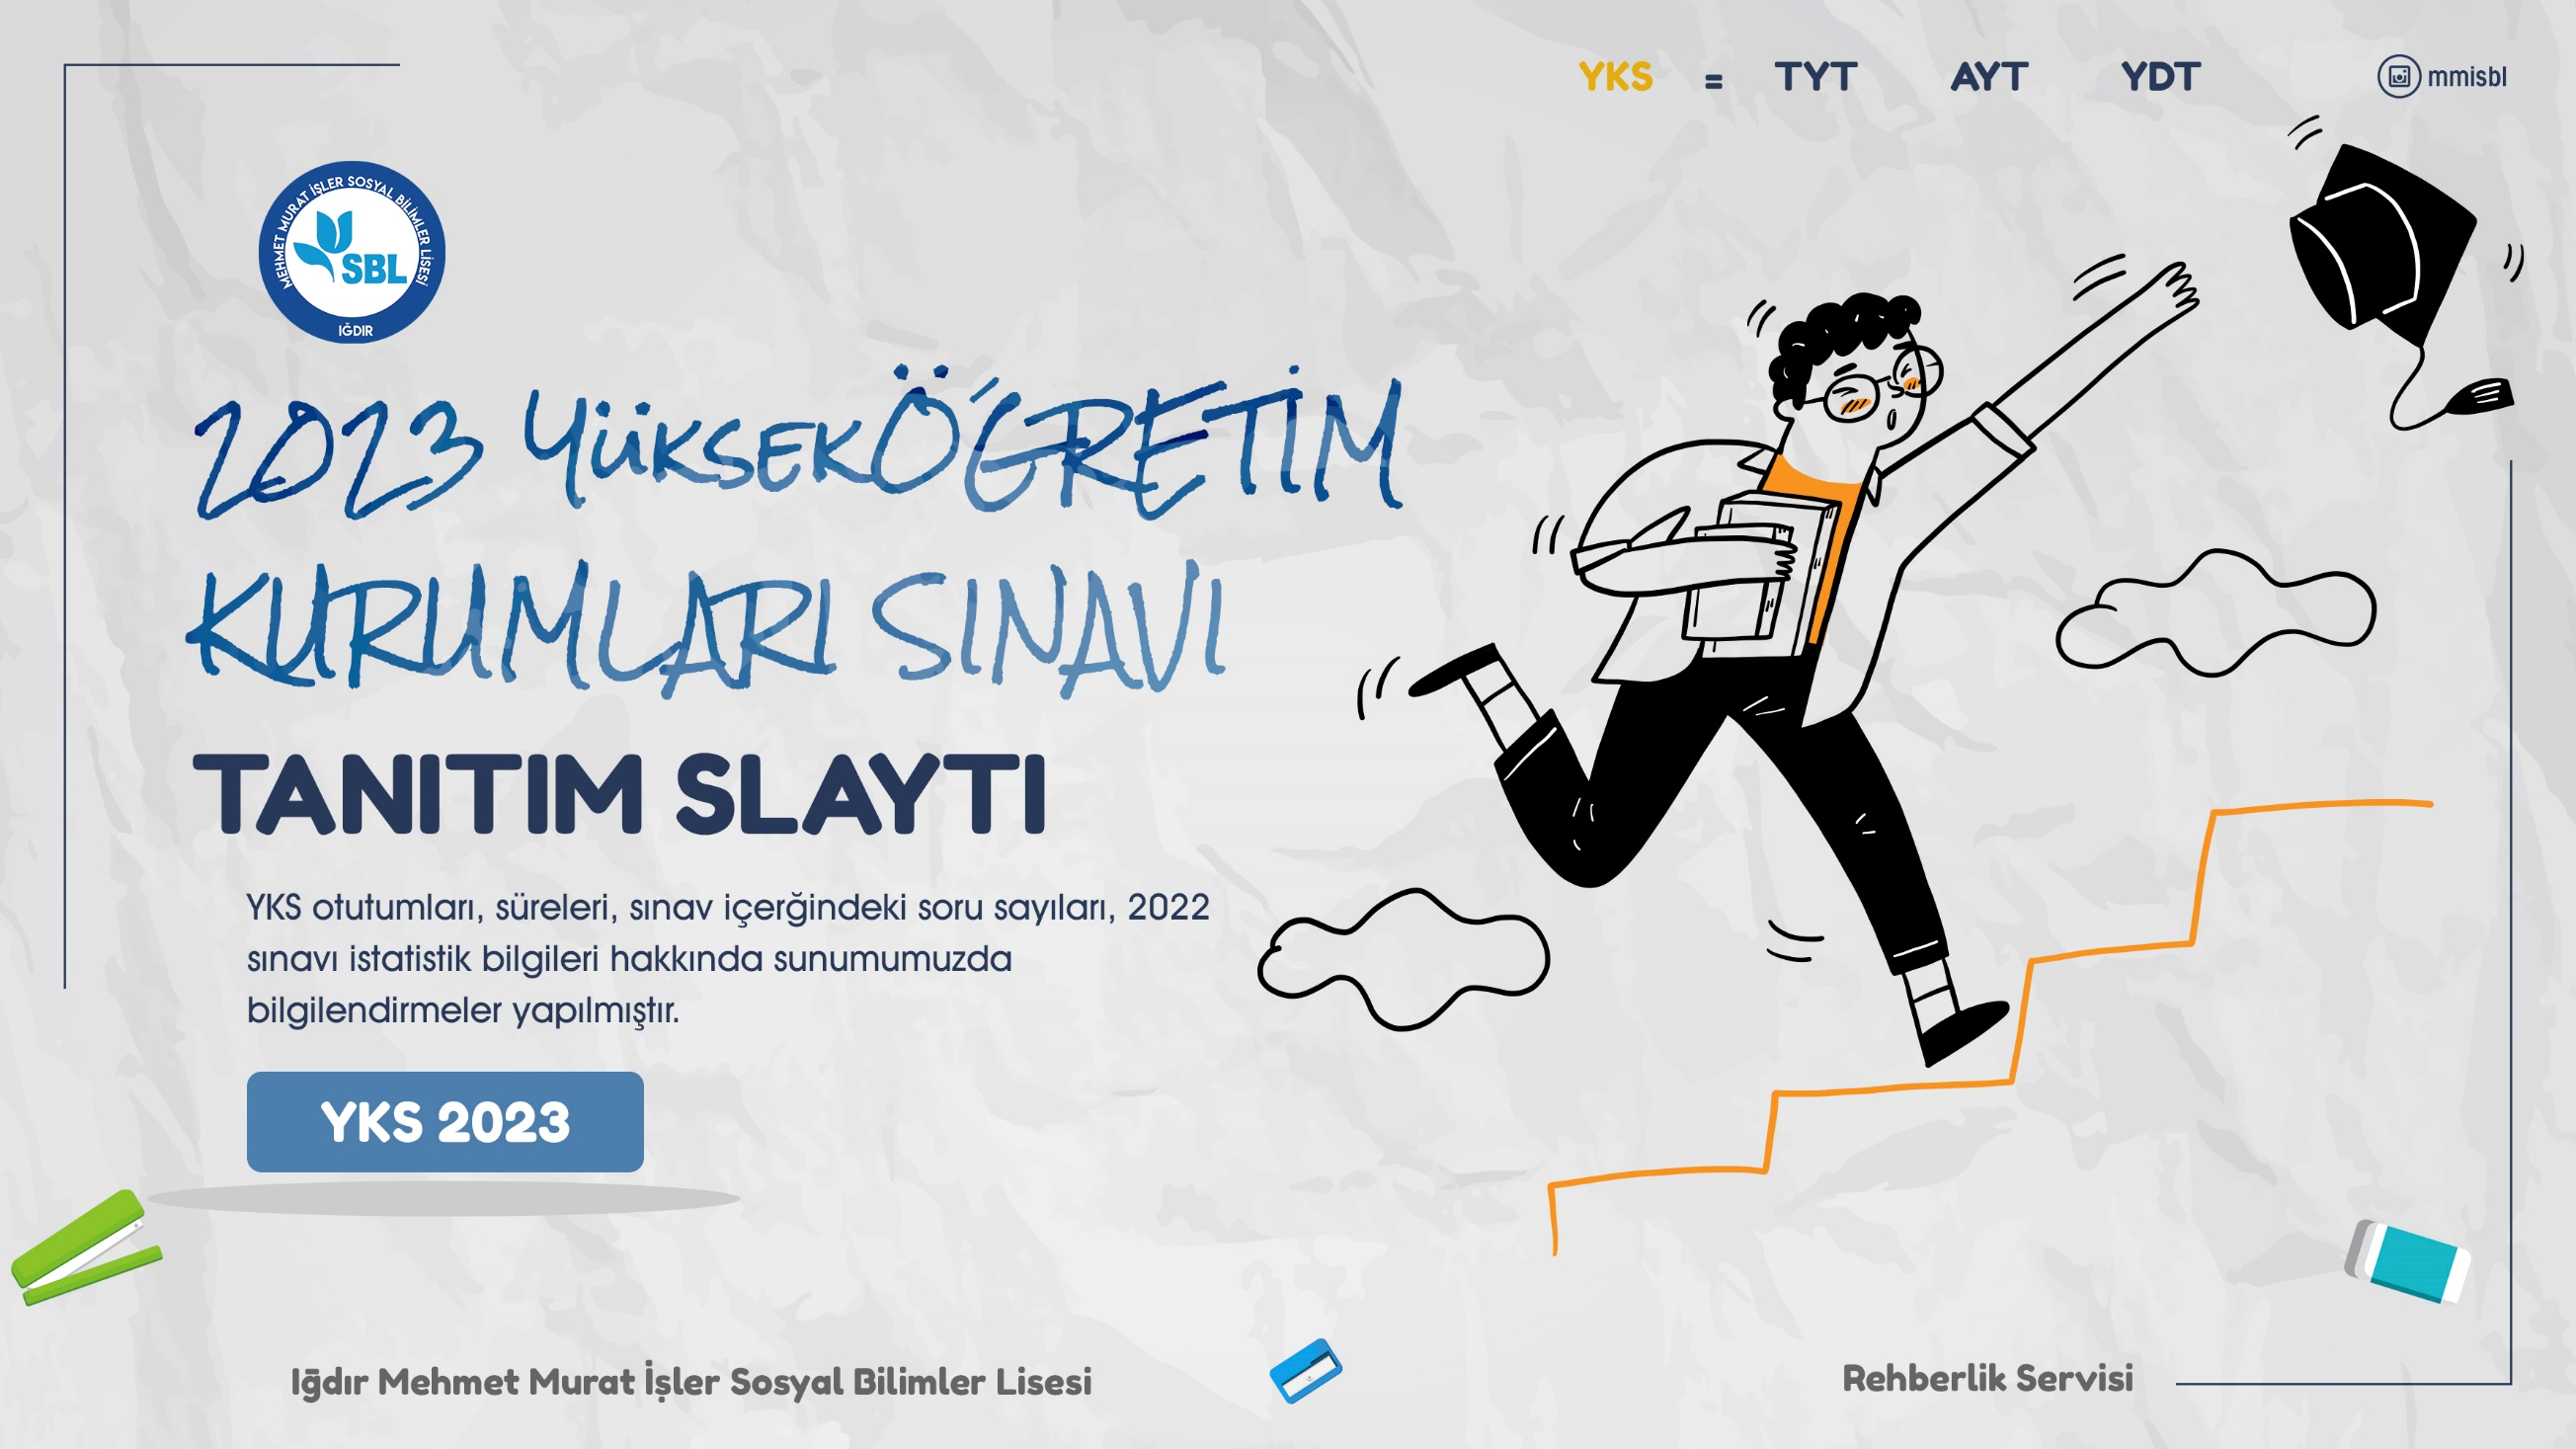 YKS = TYT AYT YDT
mmisbl
MEHMET MURAT İŞLER SOSYAL BİLİMLER LİSESİ
SBL
IĞDIR
2023 YüKSEKÖĞRETİM
KURUMLARI SINAVI
TANITIM SLAYTI
YKS otutumları, süreleri, sınav içerğindeki soru sayıları, 2022
sınavı istatistik bilgileri hakkında sunumumuzda
bilgilendirmeler yapılmıştır.
YKS 2023
Iğdır Mehmet Murat İşler Sosyal Bilimler Lisesi
Rehberlik Servisi